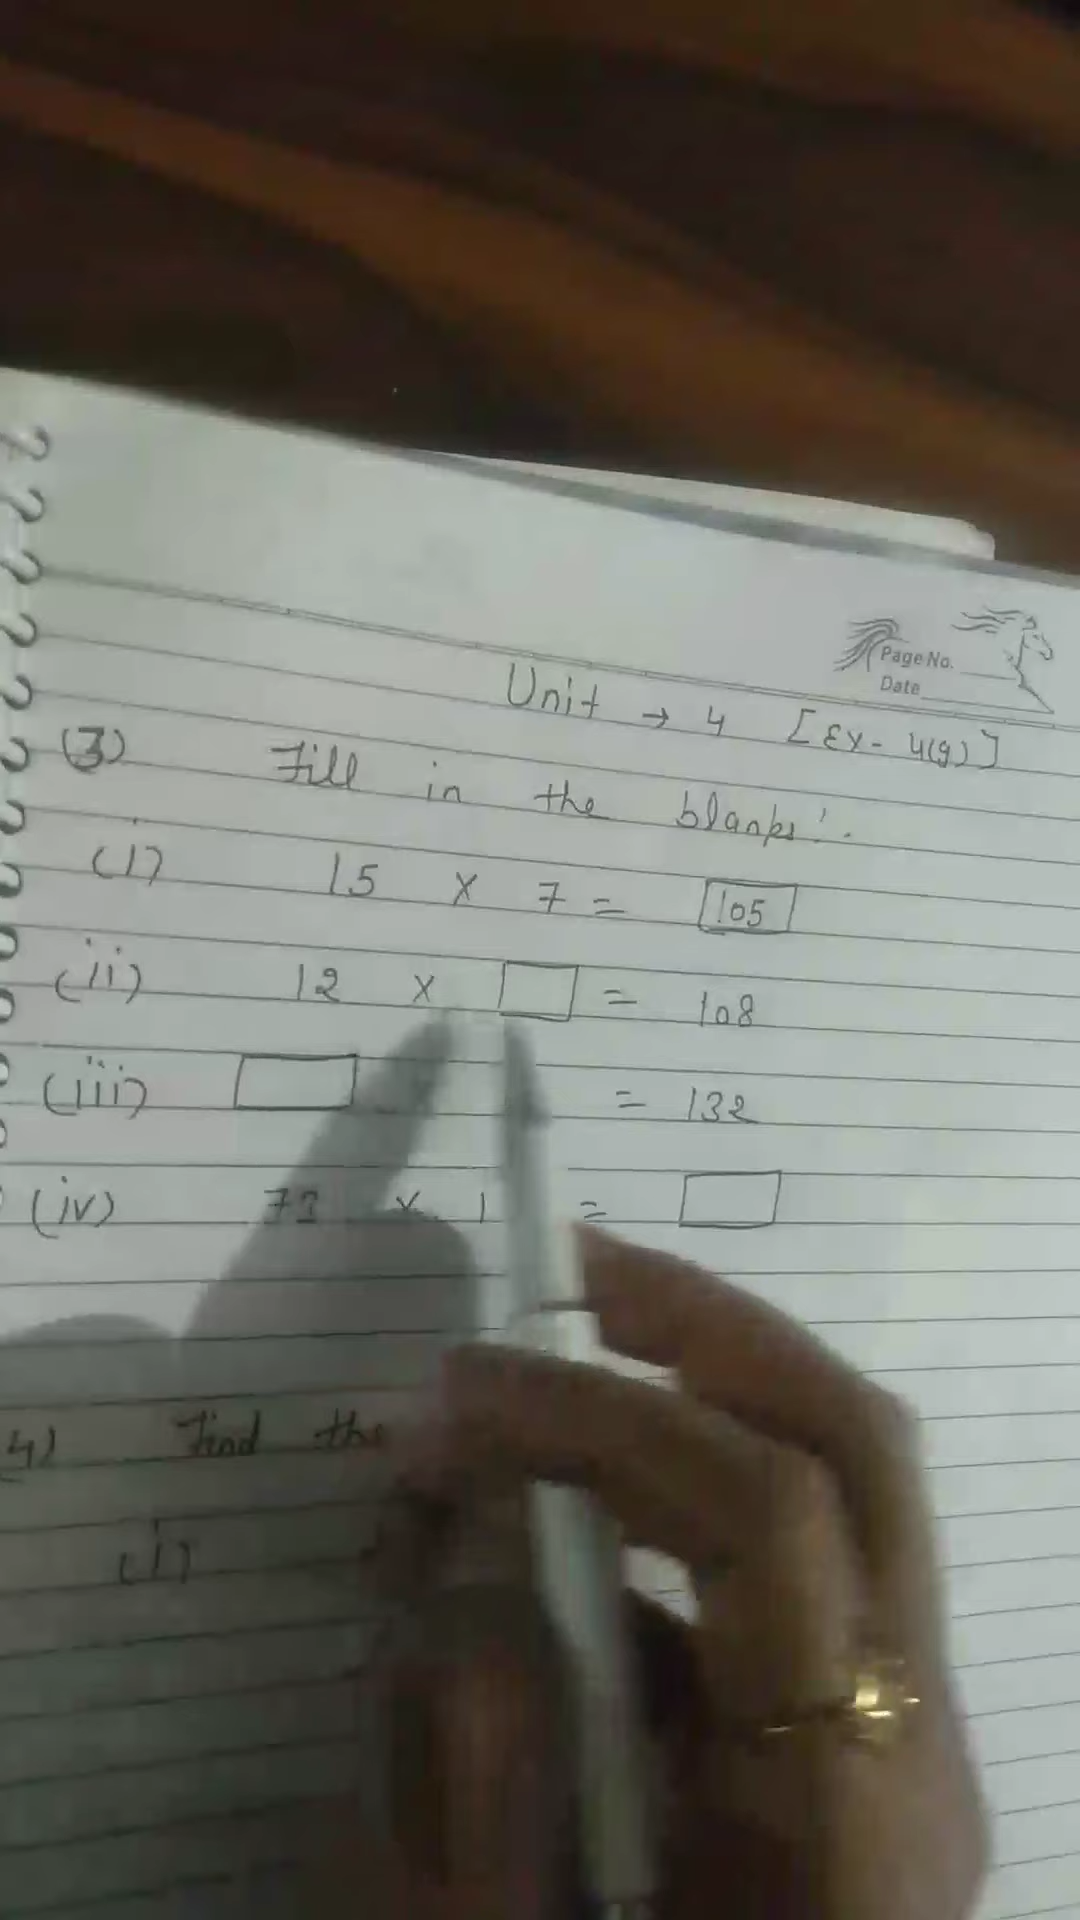 Page No.
Date
Unit → 4 [Ex- 4(g)]
(3) Fill in the blanks:.
(i) 15 × 7 = 105
(ii) 12 × □ = 108
(iii) □ = 132
(iv) × 1 = □
4) Find the
(i)